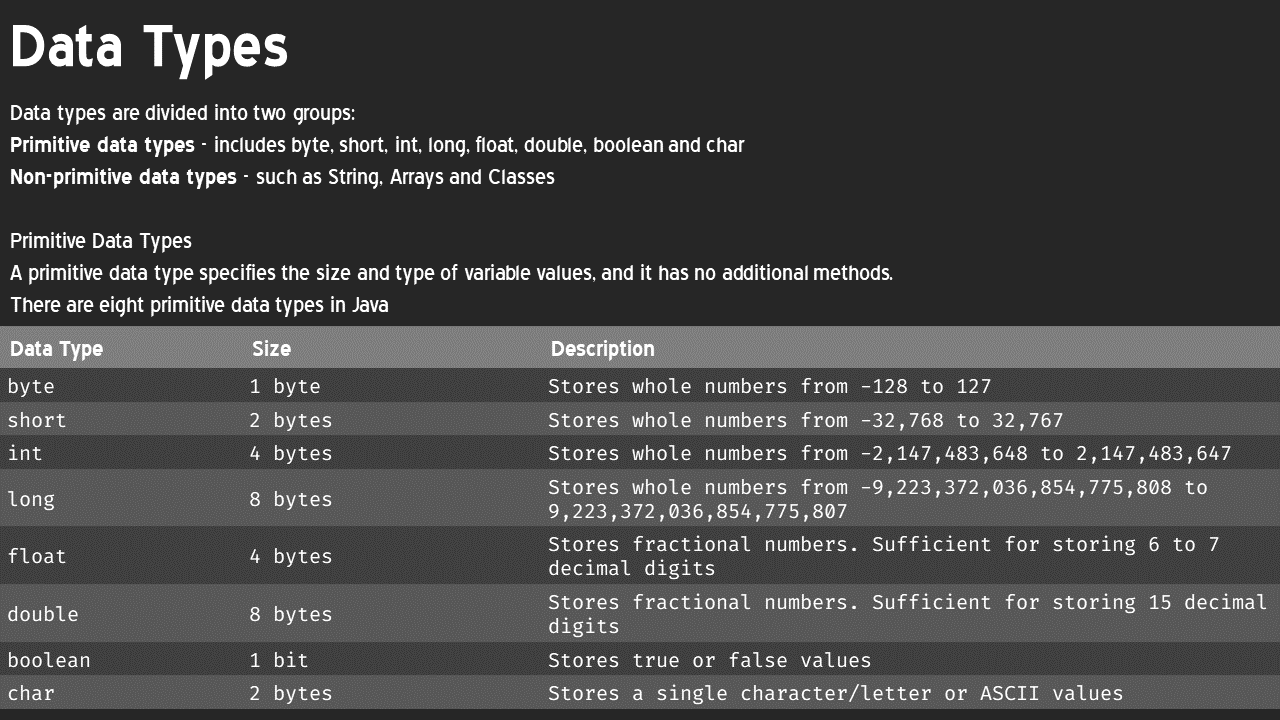 Data Types
Data types are divided into two groups:
Primitive data types - includes byte, short, int, long, float, double, boolean and char
Non-primitive data types - such as String, Arrays and Classes
Primitive Data Types
A primitive data type specifies the size and type of variable values, and it has no additional methods.
There are eight primitive data types in Java
Data Type Size Description
byte 1 byte Stores whole numbers from -128 to 127
short 2 bytes Stores whole numbers from -32,768 to 32,767
int 4 bytes Stores whole numbers from -2,147,483,648 to 2,147,483,647
long 8 bytes Stores whole numbers from -9,223,372,036,854,775,808 to
9,223,372,036,854,775,807
float 4 bytes Stores fractional numbers. Sufficient for storing 6 to 7
decimal digits
double 8 bytes Stores fractional numbers. Sufficient for storing 15 decimal
digits
boolean 1 bit Stores true or false values
char 2 bytes Stores a single character/letter or ASCII values